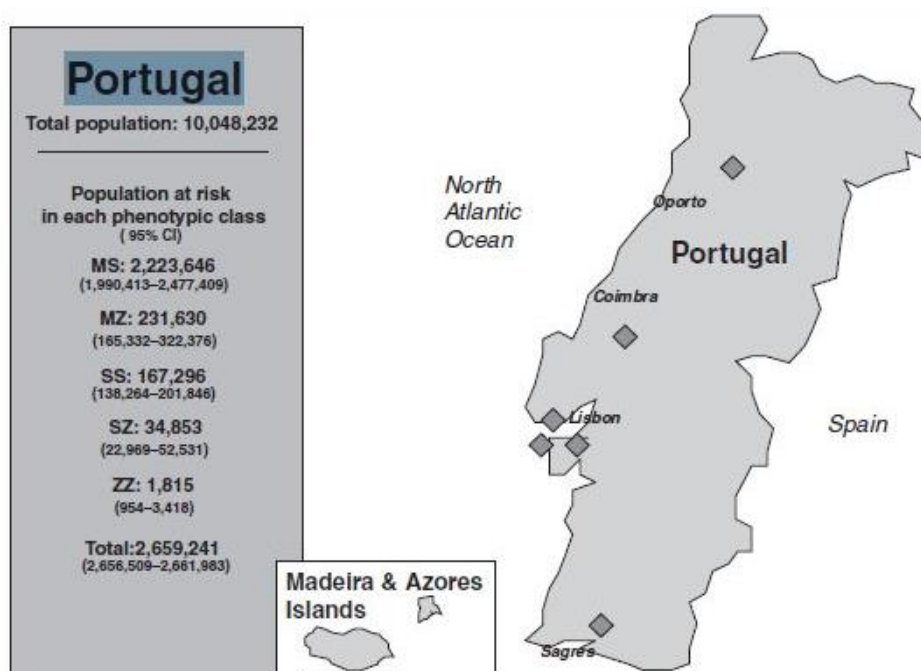 Portugal
Total population: 10,048,232
Population at risk
in each phenotypic class
( 95% CI)
MS: 2,223,646
(1,990,413–2,477,409)
MZ: 231,630
(165,332–322,376)
SS: 167,296
(138,264–201,846)
SZ: 34,853
(22,969–52,531)
ZZ: 1,815
(954–3,418)
Total:2,659,241
(2,656,509–2,661,983)
Madeira & Azores
Islands
North
Atlantic
Ocean
Oporto
Portugal
Coimbra
Lisbon
Spain
Sagres